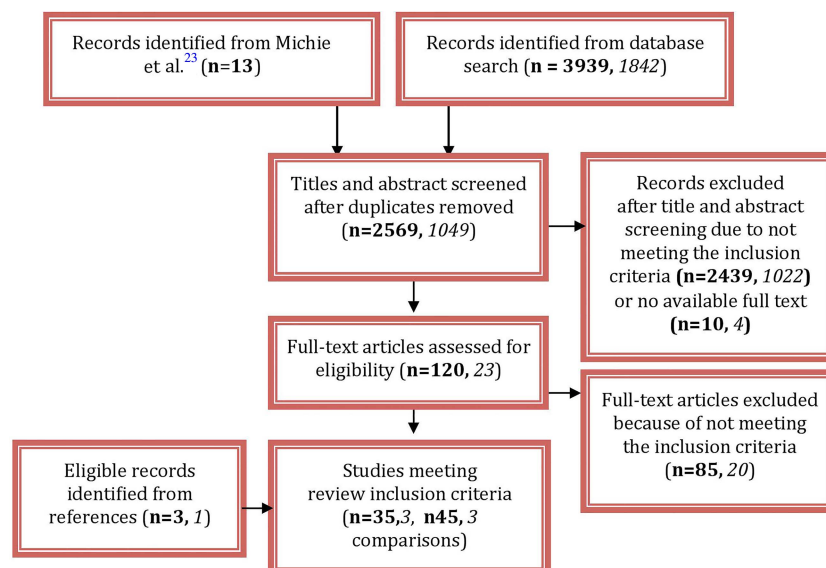 Records identified from Michie
et al.23 (n=13)
Records identified from database
search (n = 3939, 1842)
Titles and abstract screened
after duplicates removed
(n=2569, 1049)
Records excluded
after title and abstract
screening due to not
meeting the inclusion
criteria (n=2439, 1022)
or no available full text
(n=10, 4)
Full-text articles assessed for
eligibility (n=120, 23)
Full-text articles excluded
because of not meeting
the inclusion criteria
(n=85, 20)
Eligible records
identified from
references (n=3, 1)
Studies meeting
review inclusion criteria
(n=35,3, n45, 3
comparisons)